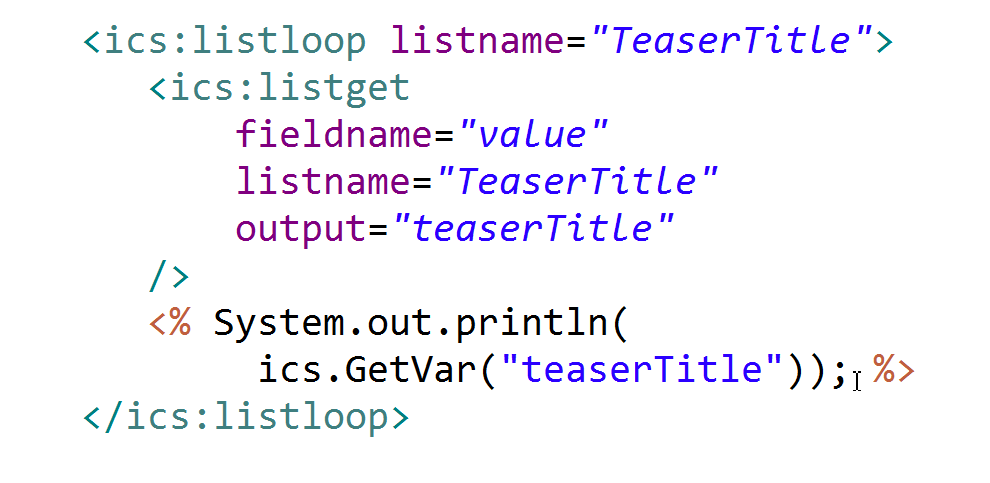 <ics:listloop listname="TeaserTitle">
<ics:listget
fieldname="value"
listname="TeaserTitle"
output="teaserTitle"
/>
<% System.out.println(
ics.GetVar("teaserTitle")); %>
</ics:listloop>